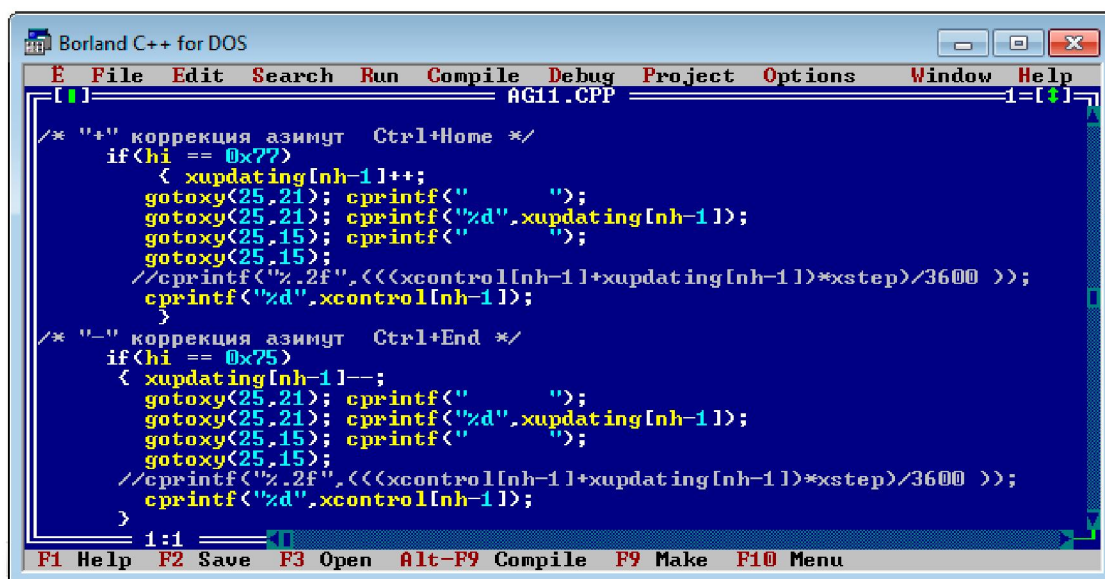 Borland C++ for DOS
Ë File Edit Search Run Compile Debug Project Options Window Help
[ ] AG11.CPP 1=[↕]
/* "+" коррекция азимут Ctrl+Home */
if(hi == 0x77)
{ xupdating[nh-1]++;
gotoxy(25,21); cprintf("       ");
gotoxy(25,21); cprintf("%d",xupdating[nh-1]);
gotoxy(25,15); cprintf("       ");
gotoxy(25,15);
//cprintf("%.2f",(((xcontrol[nh-1]+xupdating[nh-1])*xstep)/3600 ));
cprintf("%d",xcontrol[nh-1]);
}
/* "-" коррекция азимут Ctrl+End */
if(hi == 0x75)
{ xupdating[nh-1]--;
gotoxy(25,21); cprintf("       ");
gotoxy(25,21); cprintf("%d",xupdating[nh-1]);
gotoxy(25,15); cprintf("       ");
gotoxy(25,15);
//cprintf("%.2f",(((xcontrol[nh-1]+xupdating[nh-1])*xstep)/3600 ));
cprintf("%d",xcontrol[nh-1]);
}
1:1
F1 Help F2 Save F3 Open Alt-F9 Compile F9 Make F10 Menu